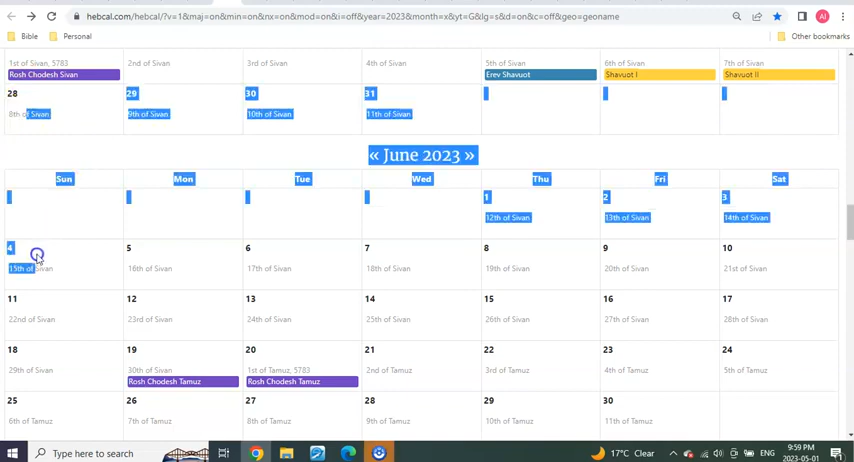 hebcal.com/hebcal/?v=1&maj=on&min=on&nx=on&mod=on&i=off&year=2023&month=x&yt=G&lg=s&d=on&c=off&geo=geoname
AI
Bible Personal Other bookmarks
1st of Sivan, 5783 2nd of Sivan 3rd of Sivan 4th of Sivan 5th of Sivan 6th of Sivan 7th of Sivan
Rosh Chodesh Sivan Erev Shavuot Shavuot I Shavuot II
28 29 30 31
8th of Sivan 9th of Sivan 10th of Sivan 11th of Sivan
« June 2023 »
Sun Mon Tue Wed Thu Fri Sat
1 2 3
12th of Sivan 13th of Sivan 14th of Sivan
4 5 6 7 8 9 10
15th of Sivan 16th of Sivan 17th of Sivan 18th of Sivan 19th of Sivan 20th of Sivan 21st of Sivan
11 12 13 14 15 16 17
22nd of Sivan 23rd of Sivan 24th of Sivan 25th of Sivan 26th of Sivan 27th of Sivan 28th of Sivan
18 19 20 21 22 23 24
29th of Sivan 30th of Sivan 1st of Tamuz, 5783 2nd of Tamuz 3rd of Tamuz 4th of Tamuz 5th of Tamuz
Rosh Chodesh Tamuz Rosh Chodesh Tamuz
25 26 27 28 29 30
6th of Tamuz 7th of Tamuz 8th of Tamuz 9th of Tamuz 10th of Tamuz 11th of Tamuz
Type here to search 17°C Clear ENG 9:59 PM
2023-05-01